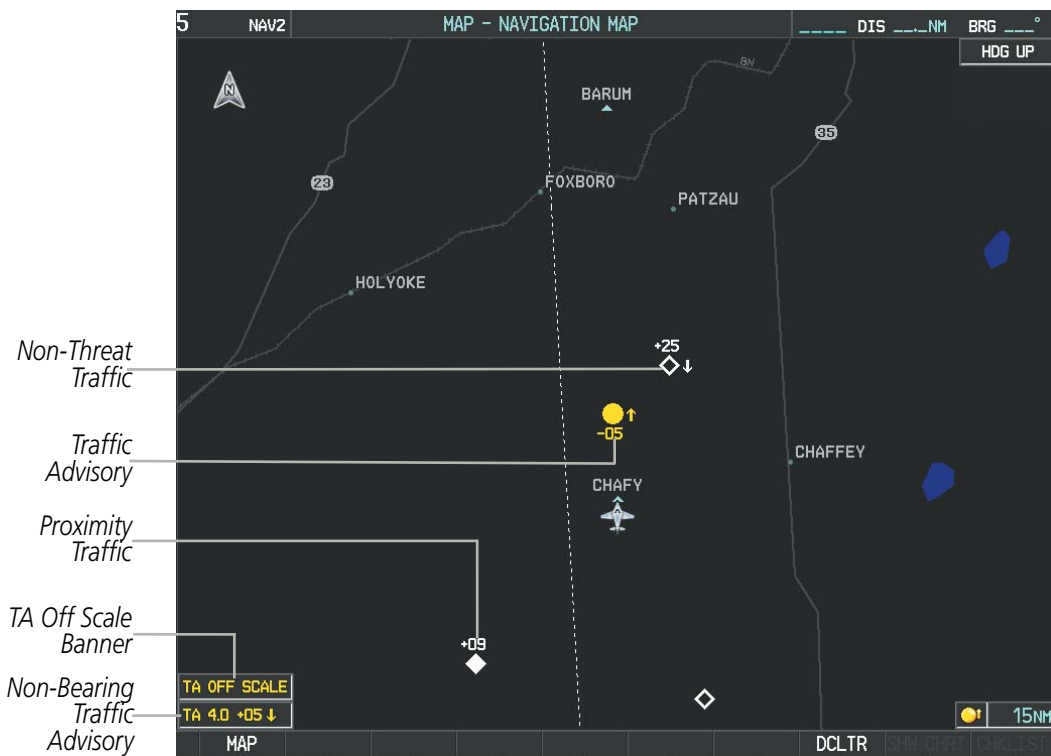 5 NAV2 MAP - NAVIGATION MAP ____ DIS __._NM BRG ___°
HDG UP
N
BN
BARUM
35
23
FOXBORO
PATZAU
HOLYOKE
Non-Threat
Traffic
+25
Traffic
Advisory
-05
CHAFFEY
CHAFY
Proximity
Traffic
TA Off Scale
Banner
+09
Non-Bearing
Traffic
Advisory
TA OFF SCALE
TA 4.0 +05 ↓
15NM
MAP DCLTR SHW CHRT CHKLIST